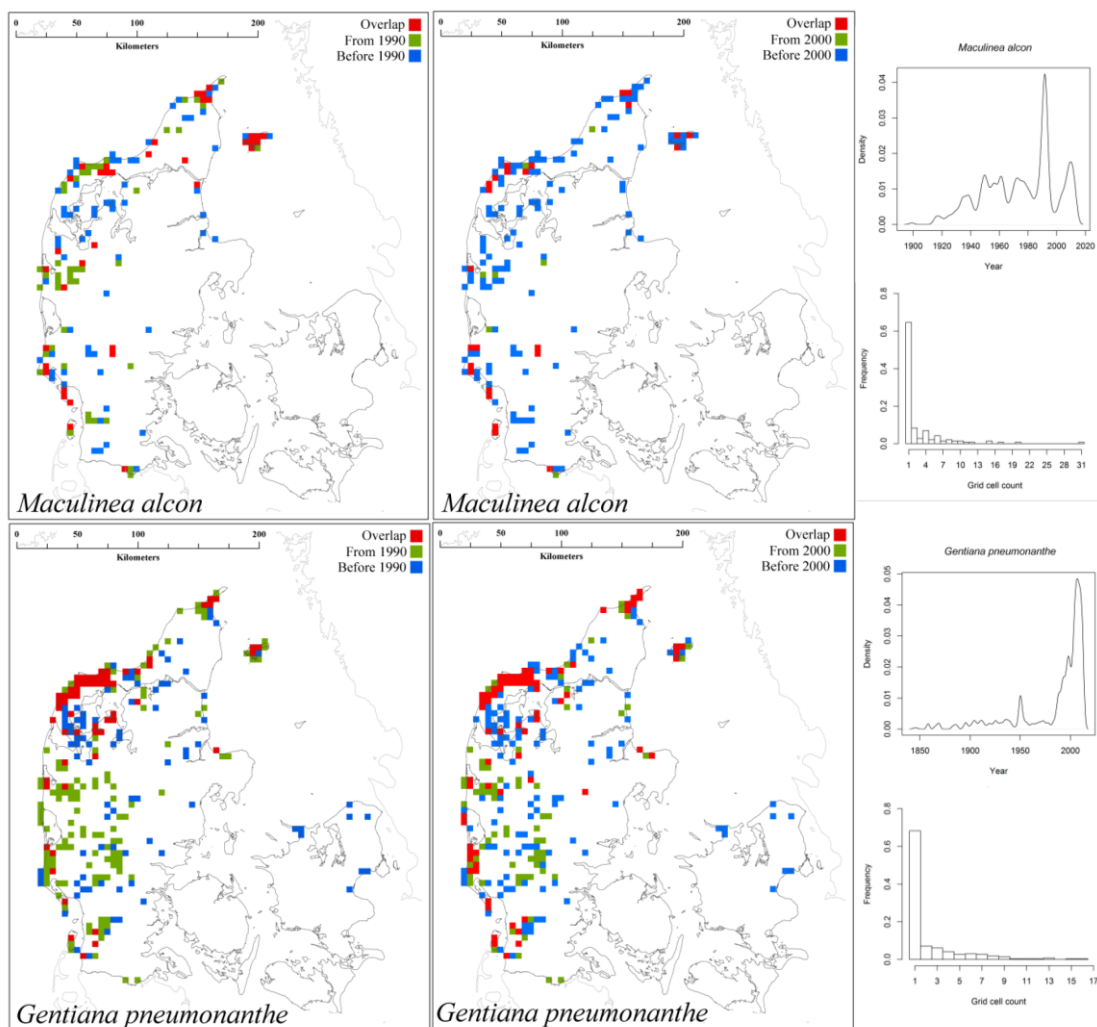 0 50 100 200
Kilometers
Overlap
From 1990
Before 1990
Maculinea alcon
0 50 100 200
Kilometers
Overlap
From 2000
Before 2000
Maculinea alcon
Maculinea alcon
Density
0.04
0.03
0.02
0.01
0.00
1900 1920 1940 1960 1980 2000 2020
Year
Frequency
0.8
0.6
0.4
0.2
0.0
1 4 7 10 13 16 19 22 25 28 31
Grid cell count
0 50 100 200
Kilometers
Overlap
From 1990
Before 1990
Gentiana pneumonanthe
0 50 100 200
Kilometers
Overlap
From 2000
Before 2000
Gentiana pneumonanthe
Gentiana pneumonanthe
Density
0.05
0.04
0.03
0.02
0.01
0.00
1850 1900 1950 2000
Year
Frequency
0.8
0.6
0.4
0.2
0.0
1 3 5 7 9 11 13 15 17
Grid cell count